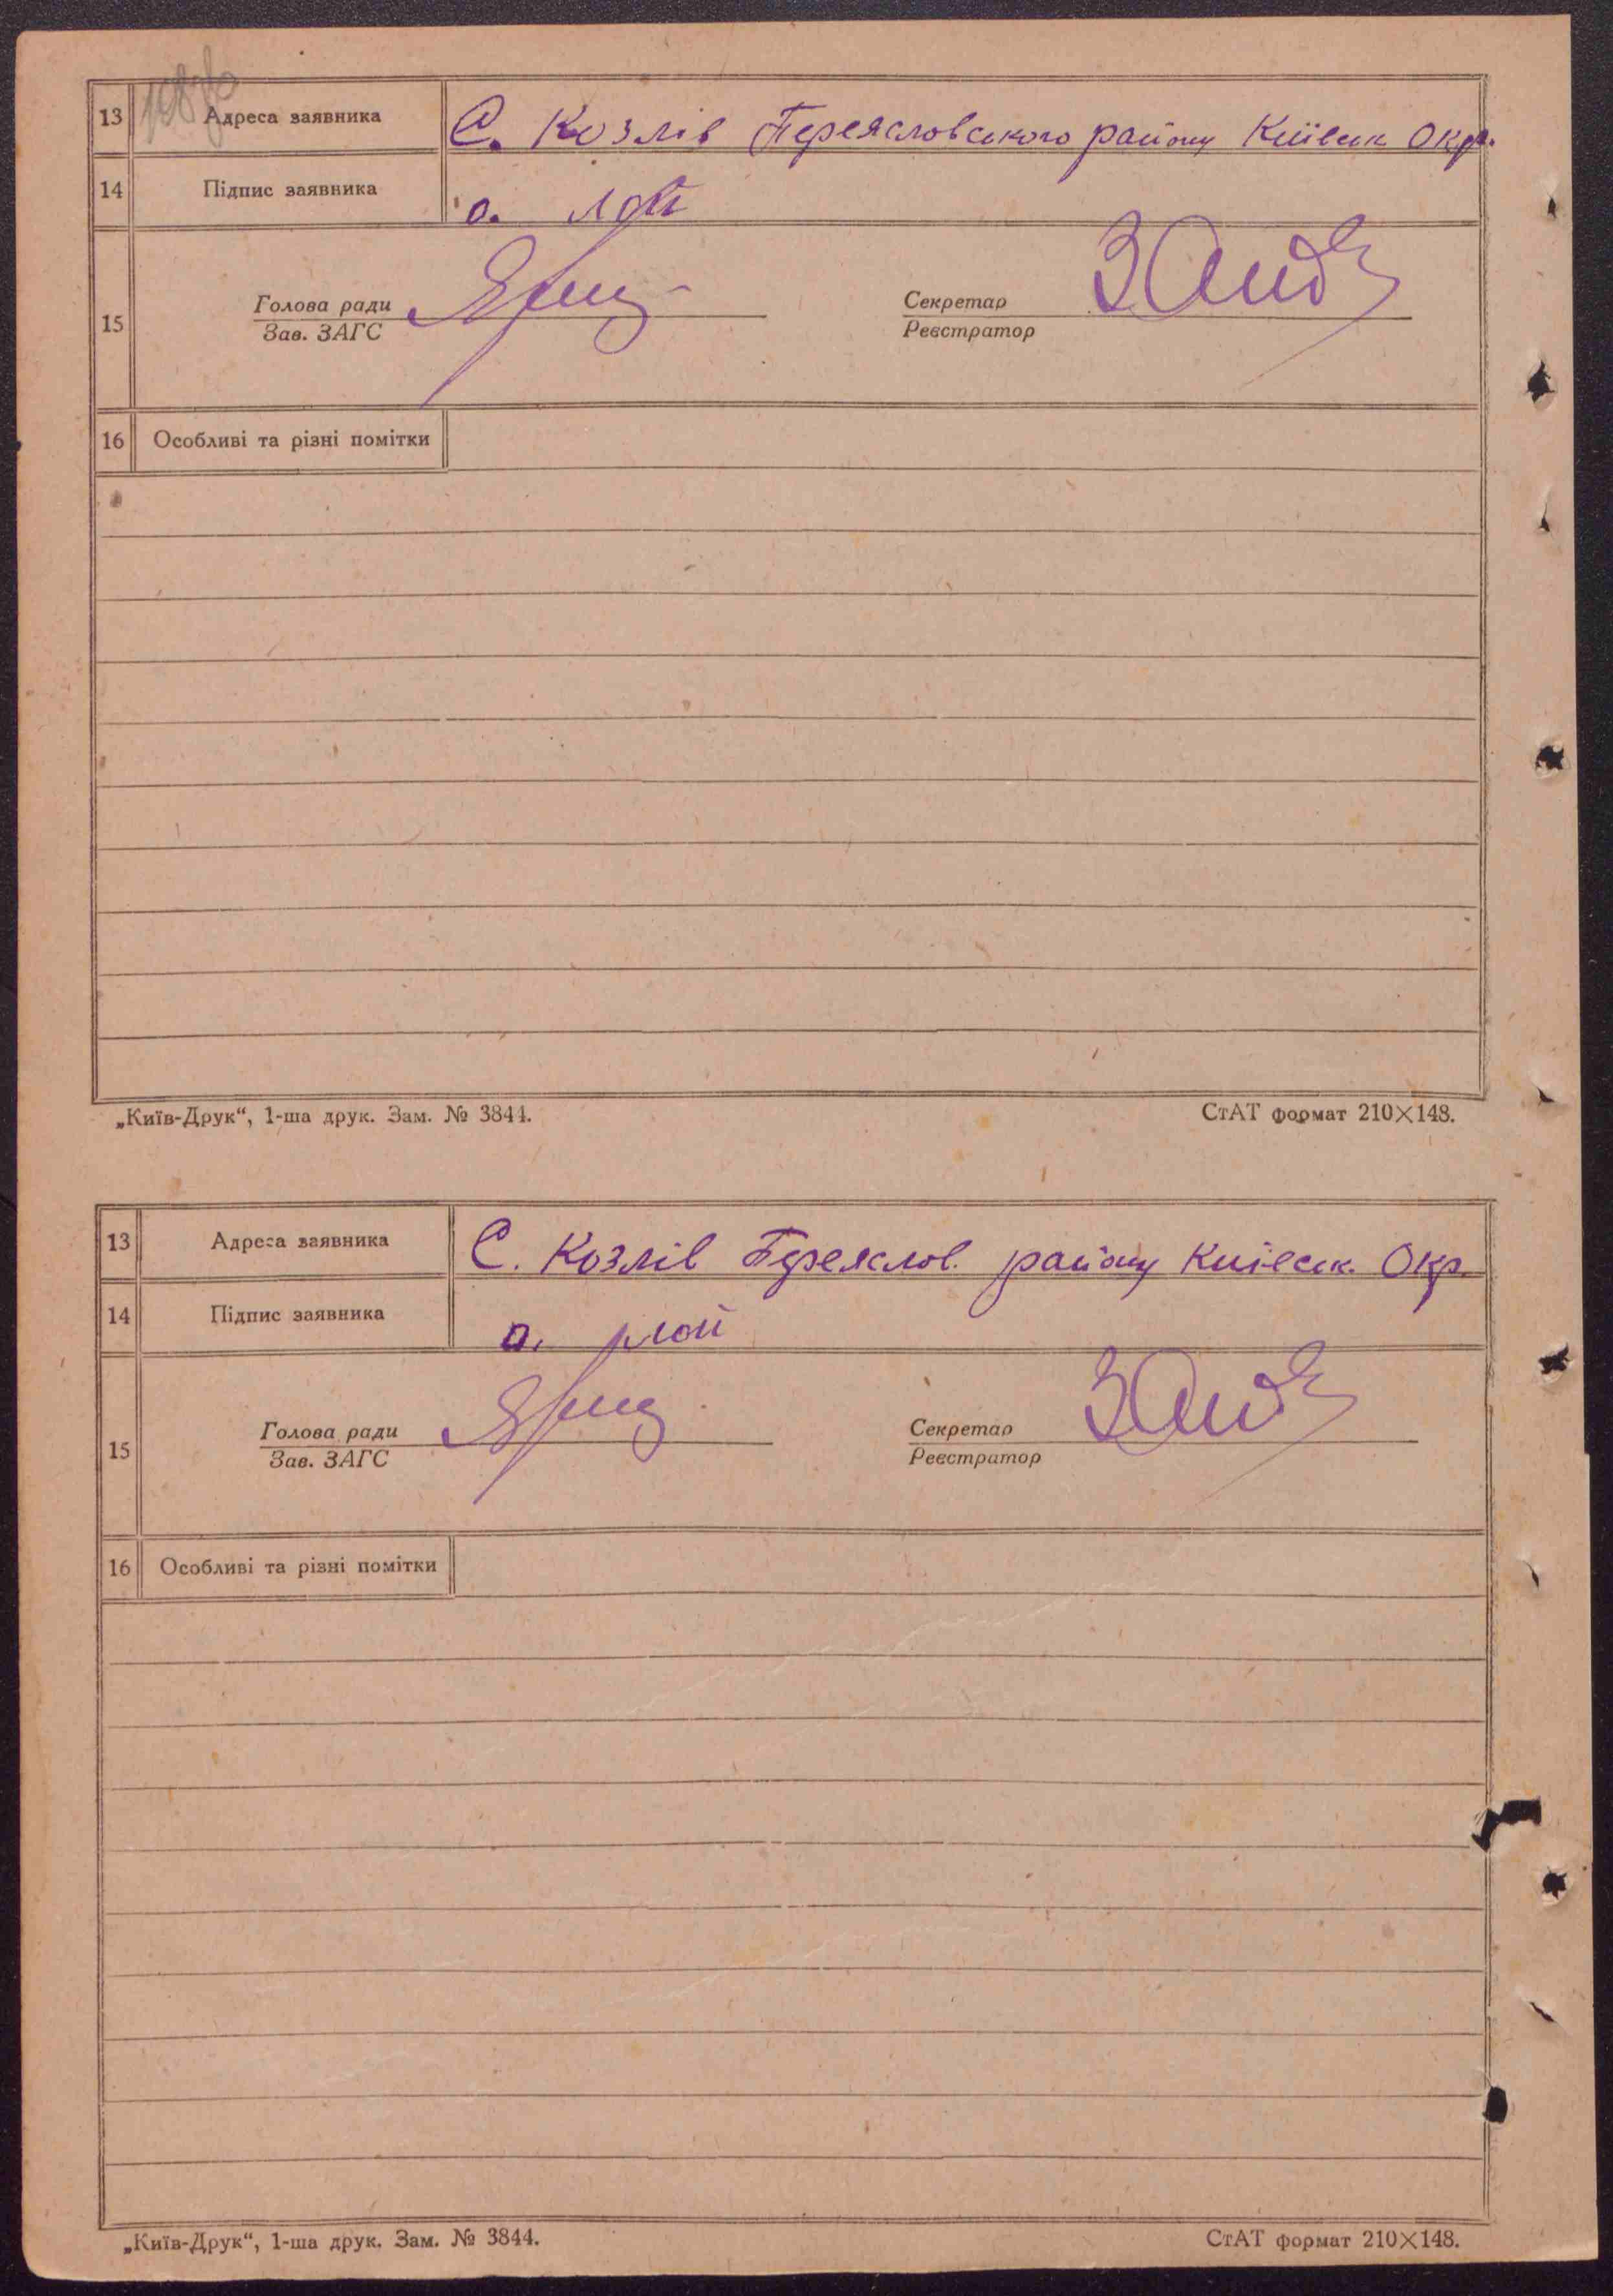 13 Адреса заявника С. Козлів Переясловського району Київськ Окр.
14 Підпис заявника о. Лой
15 Голова ради Секретар
Зав. ЗАГС Реєстратор
16 Особливі та різні помітки
„Київ-Друк“, 1-ша друк. Зам. № 3844. СтАТ формат 210×148.
13 Адреса заявника С. Козлів Переяслов. району Київськ. Окр.
14 Підпис заявника о. лой
15 Голова ради Секретар
Зав. ЗАГС Реєстратор
16 Особливі та різні помітки
„Київ-Друк“, 1-ша друк. Зам. № 3844. СтАТ формат 210×148.